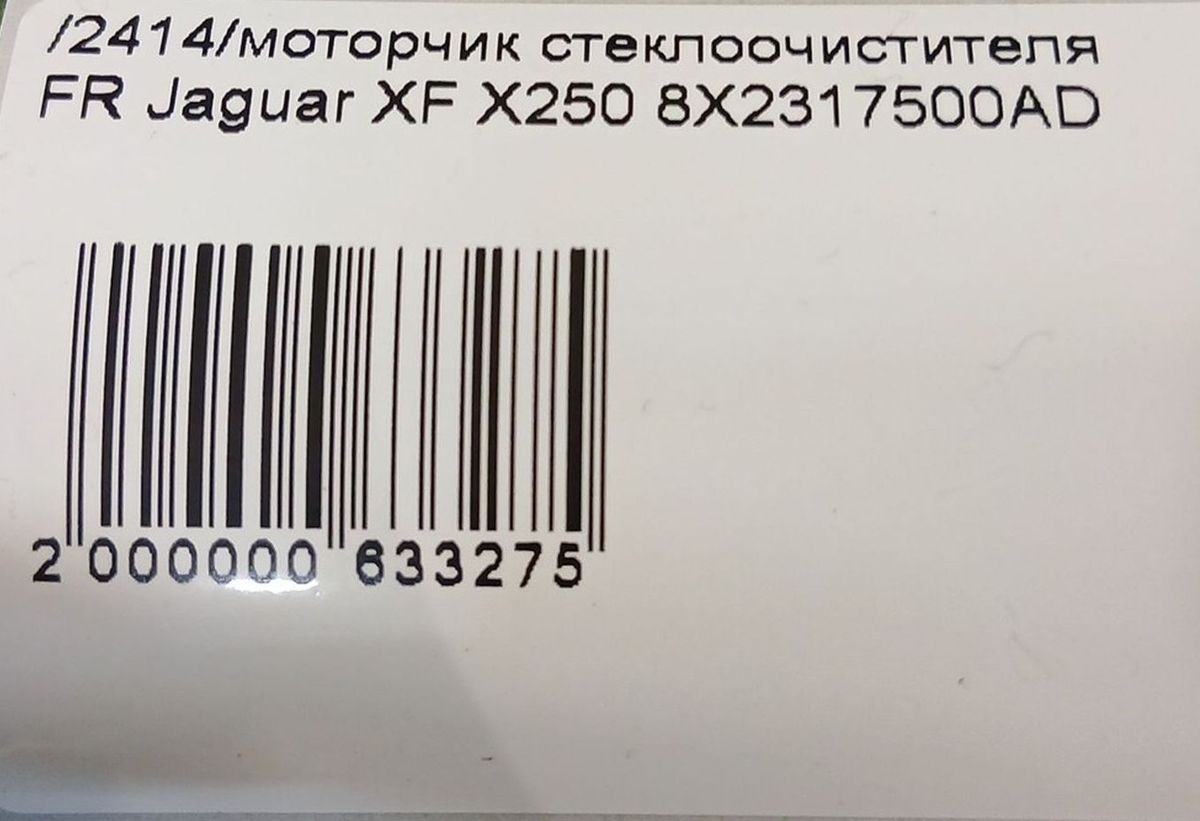 /2414/моторчик стеклоочистителя
FR Jaguar XF X250 8X2317500AD
2 000000 633275